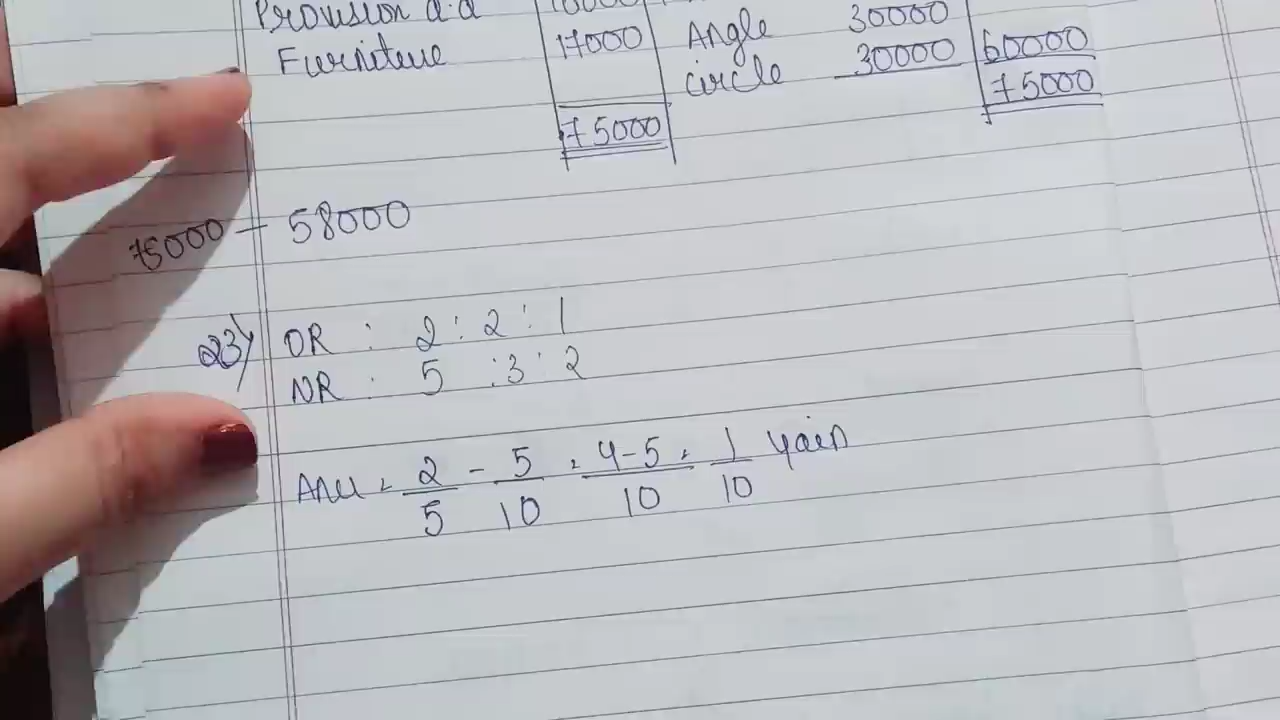 Provision d.d 10000
Furniture 17000 Angle 30000
circle 30000 60000
75000 75000
75000 - 58000
23) OR : 2 : 2 : 1
NR : 5 : 3 : 2
Anu = 2/5 - 5/10 = 4-5/10 = 1/10 gain